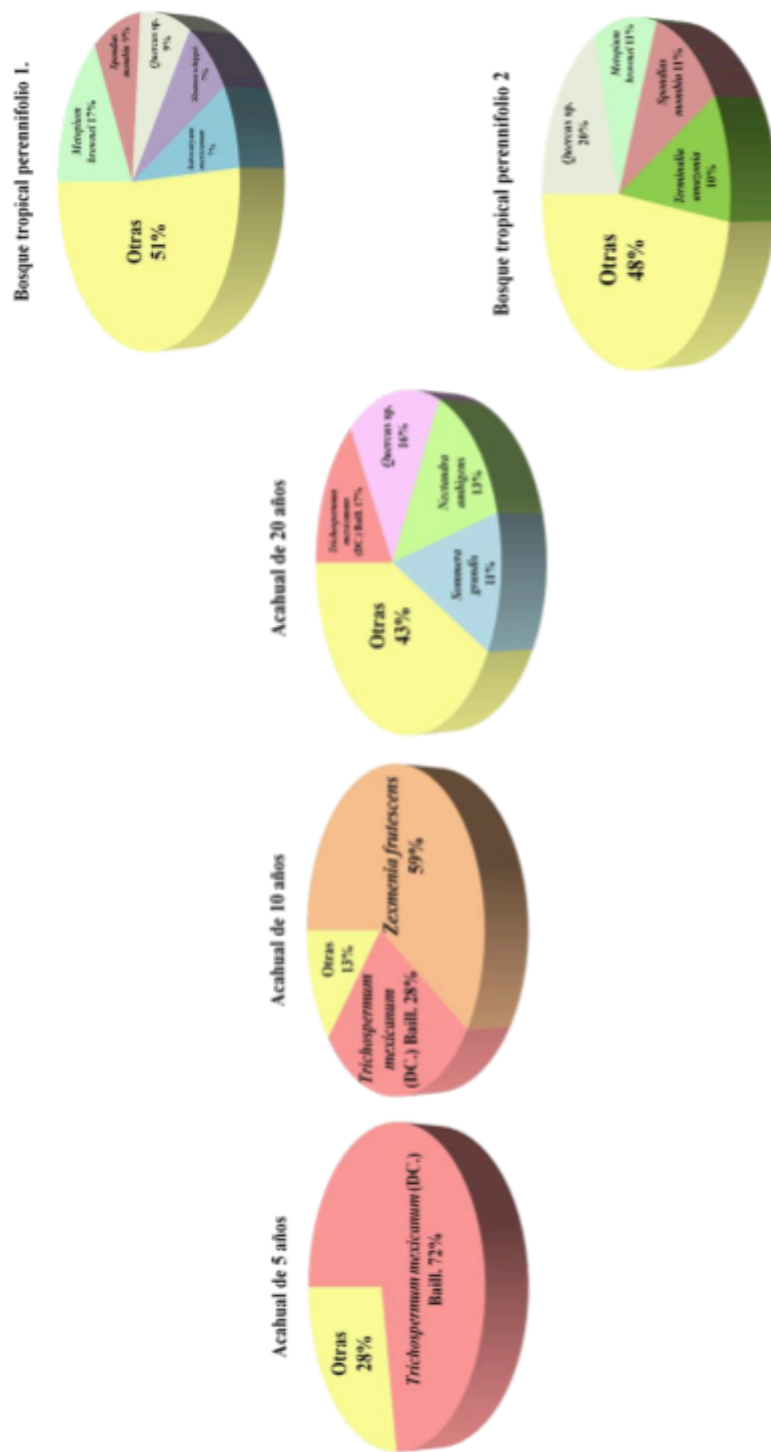 Acahual de 5 años
Otras
28%
Trichospermum mexicanum (DC.)
Baill. 72%
Acahual de 10 años
Otras
13%
Zexmenia frutescens
59%
Trichospermum
mexicanum
(DC.) Baill. 28%
Acahual de 20 años
Trichospermum
mexicanum
(DC.) Baill. 17%
Quercus sp.
16%
Nectandra
ambigens
13%
Sommera
grandis
11%
Otras
43%
Bosque tropical perennifolio 1.
Metopium
brownei 17%
Spondias
mombin 9%
Quercus sp.
9%
7%
Astrocaryum
mexicanum
7%
Otras
51%
Bosque tropical perennifolio 2
Quercus sp.
20%
Metopium
brownei 11%
Spondias
mombin 11%
Terminalia
amazonia
10%
Otras
48%